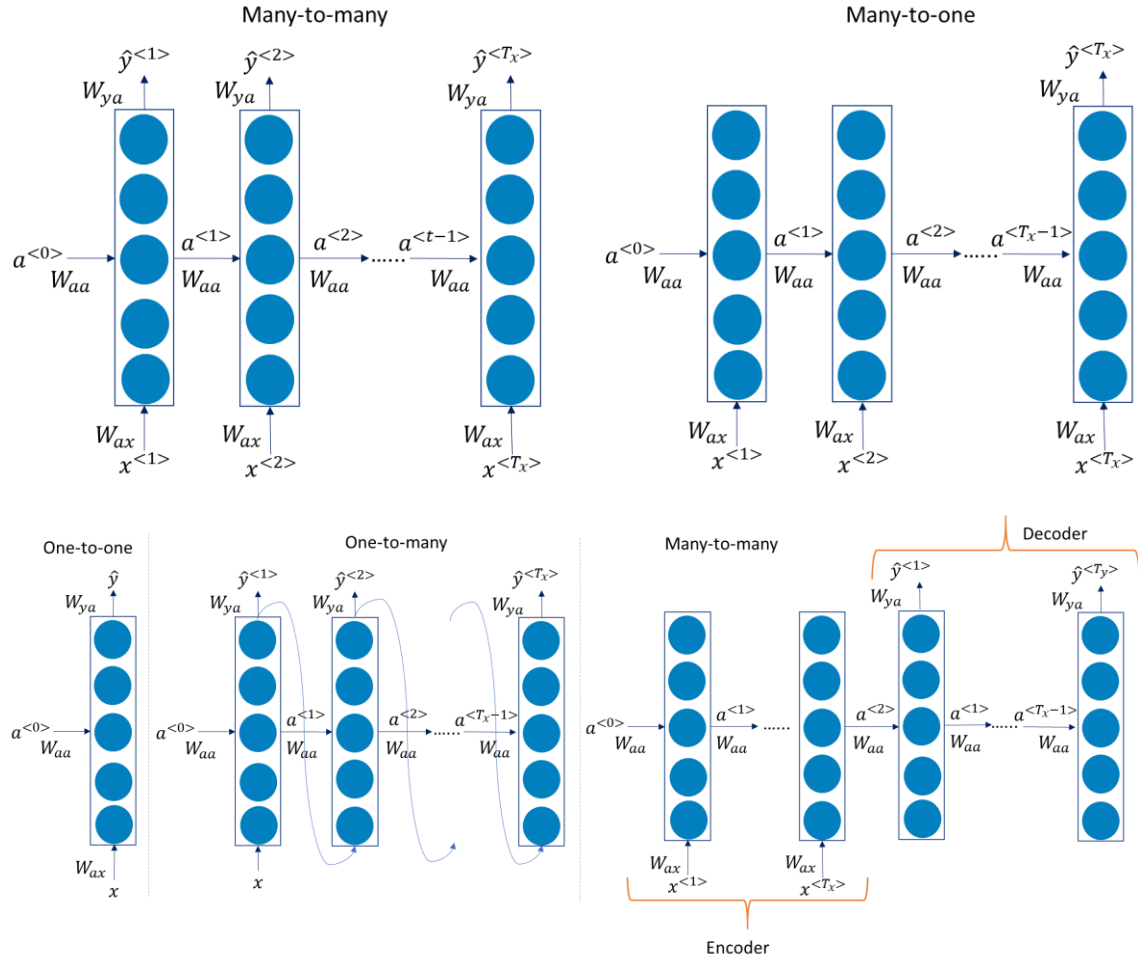 Many-to-many
ŷ<1> ŷ<2> ŷ<Tx>
Wya Wya Wya
a<0> a<1> a<2> a<t-1>
......
Waa Waa Waa Waa
Wax Wax Wax
x<1> x<2> x<Tx>
Many-to-one
ŷ<Tx>
Wya
a<0> a<1> a<2> a<Tx-1>
......
Waa Waa Waa Waa
Wax Wax Wax
x<1> x<2> x<Tx>
One-to-one
ŷ
Wya
a<0>
Waa
Wax
x
One-to-many
ŷ<1> ŷ<2> ŷ<Tx>
Wya Wya Wya
a<0> a<1> a<2> a<Tx-1>
......
Waa Waa Waa Waa
x
Many-to-many
Decoder
ŷ<1> ŷ<Ty>
Wya Wya
a<0> a<1> a<2> a<1> a<Tx-1>
...... ......
Waa Waa Waa Waa Waa
Wax Wax
x<1> x<Tx>
Encoder